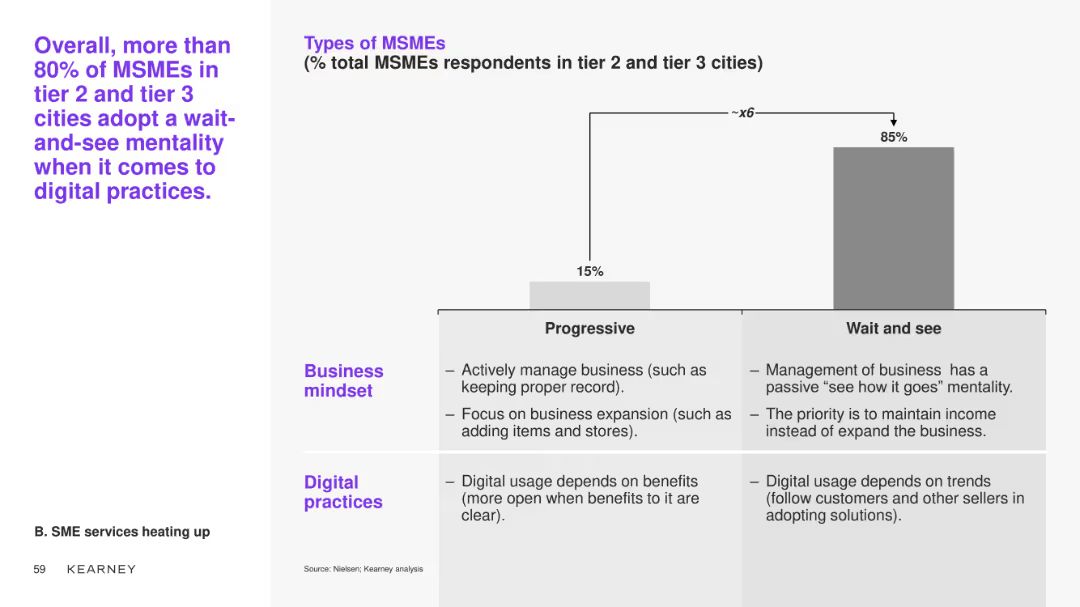 Overall, more than
80% of MSMEs in
tier 2 and tier 3
cities adopt a wait-
and-see mentality
when it comes to
digital practices.
Types of MSMEs
(% total MSMEs respondents in tier 2 and tier 3 cities)
~x6
85%
15%
Progressive
Wait and see
Business
mindset
– Actively manage business (such as
keeping proper record).
– Focus on business expansion (such as
adding items and stores).
– Management of business has a
passive “see how it goes” mentality.
– The priority is to maintain income
instead of expand the business.
Digital
practices
– Digital usage depends on benefits
(more open when benefits to it are
clear).
– Digital usage depends on trends
(follow customers and other sellers in
adopting solutions).
B. SME services heating up
59 KEARNEY
Source: Nielsen; Kearney analysis